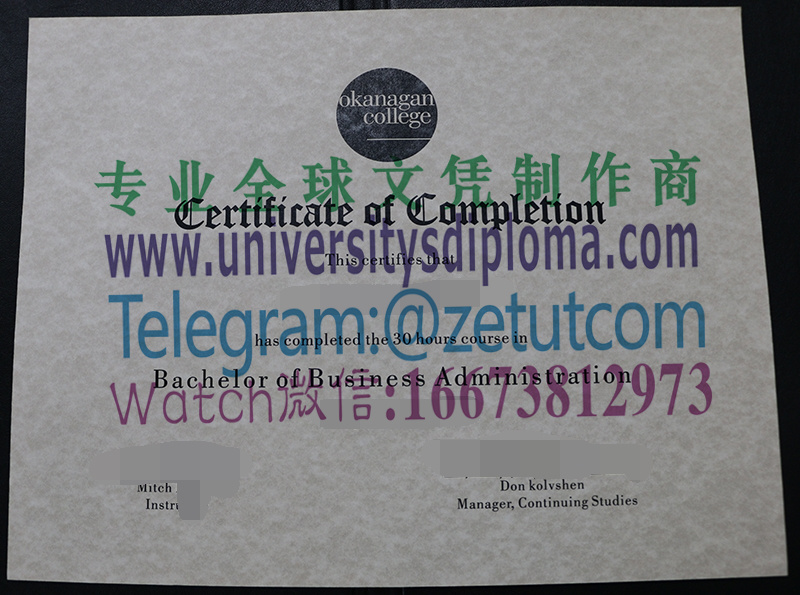 okanagan
college
专业全球文凭制作商
Certificate of Completion
www.universitysdiploma.com
This certifies that
Telegram:@zetutcom
has completed the 30 hours course in
Bachelor of Business Administration
Watch微信:16673812973
Mitch
Don kolvshen
Manager, Continuing Studies